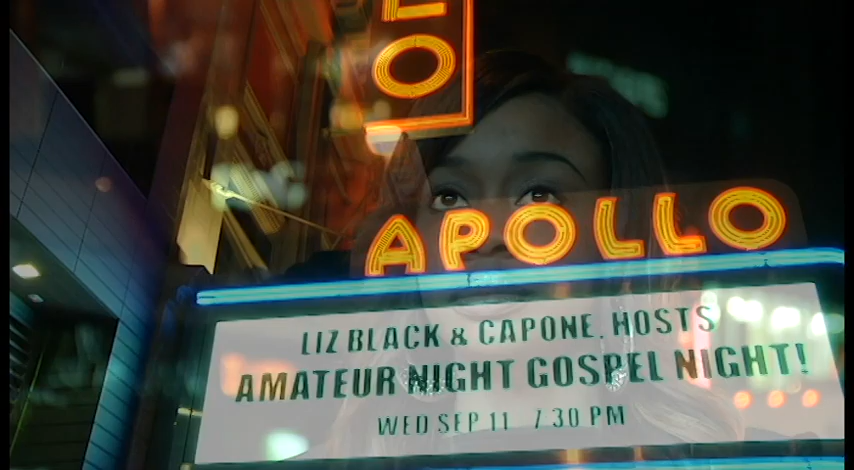 LO
APOLLO
LIZ BLACK & CAPONE, HOSTS
AMATEUR NIGHT GOSPEL NIGHT!
WED SEP 11 7 30 PM